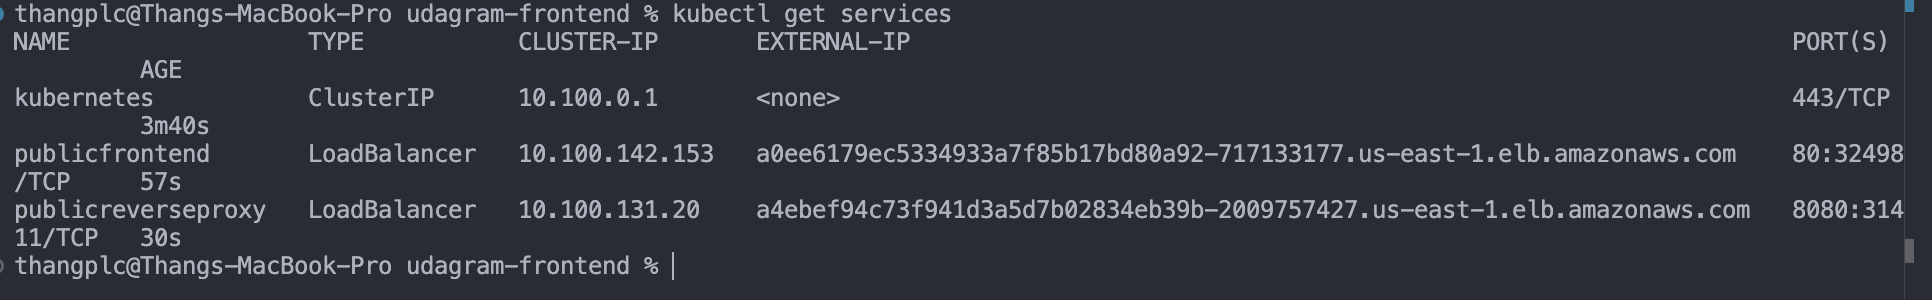 thangplc@Thangs-MacBook-Pro udagram-frontend % kubectl get services
NAME                 TYPE           CLUSTER-IP       EXTERNAL-IP                                                               PORT(S)
         AGE
kubernetes           ClusterIP      10.100.0.1       <none>                                                                    443/TCP
         3m40s
publicfrontend       LoadBalancer   10.100.142.153   a0ee6179ec5334933a7f85b17bd80a92-717133177.us-east-1.elb.amazonaws.com    80:32498
/TCP     57s
publicreverseproxy   LoadBalancer   10.100.131.20    a4ebef94c73f941d3a5d7b02834eb39b-2009757427.us-east-1.elb.amazonaws.com   8080:314
11/TCP   30s
thangplc@Thangs-MacBook-Pro udagram-frontend %